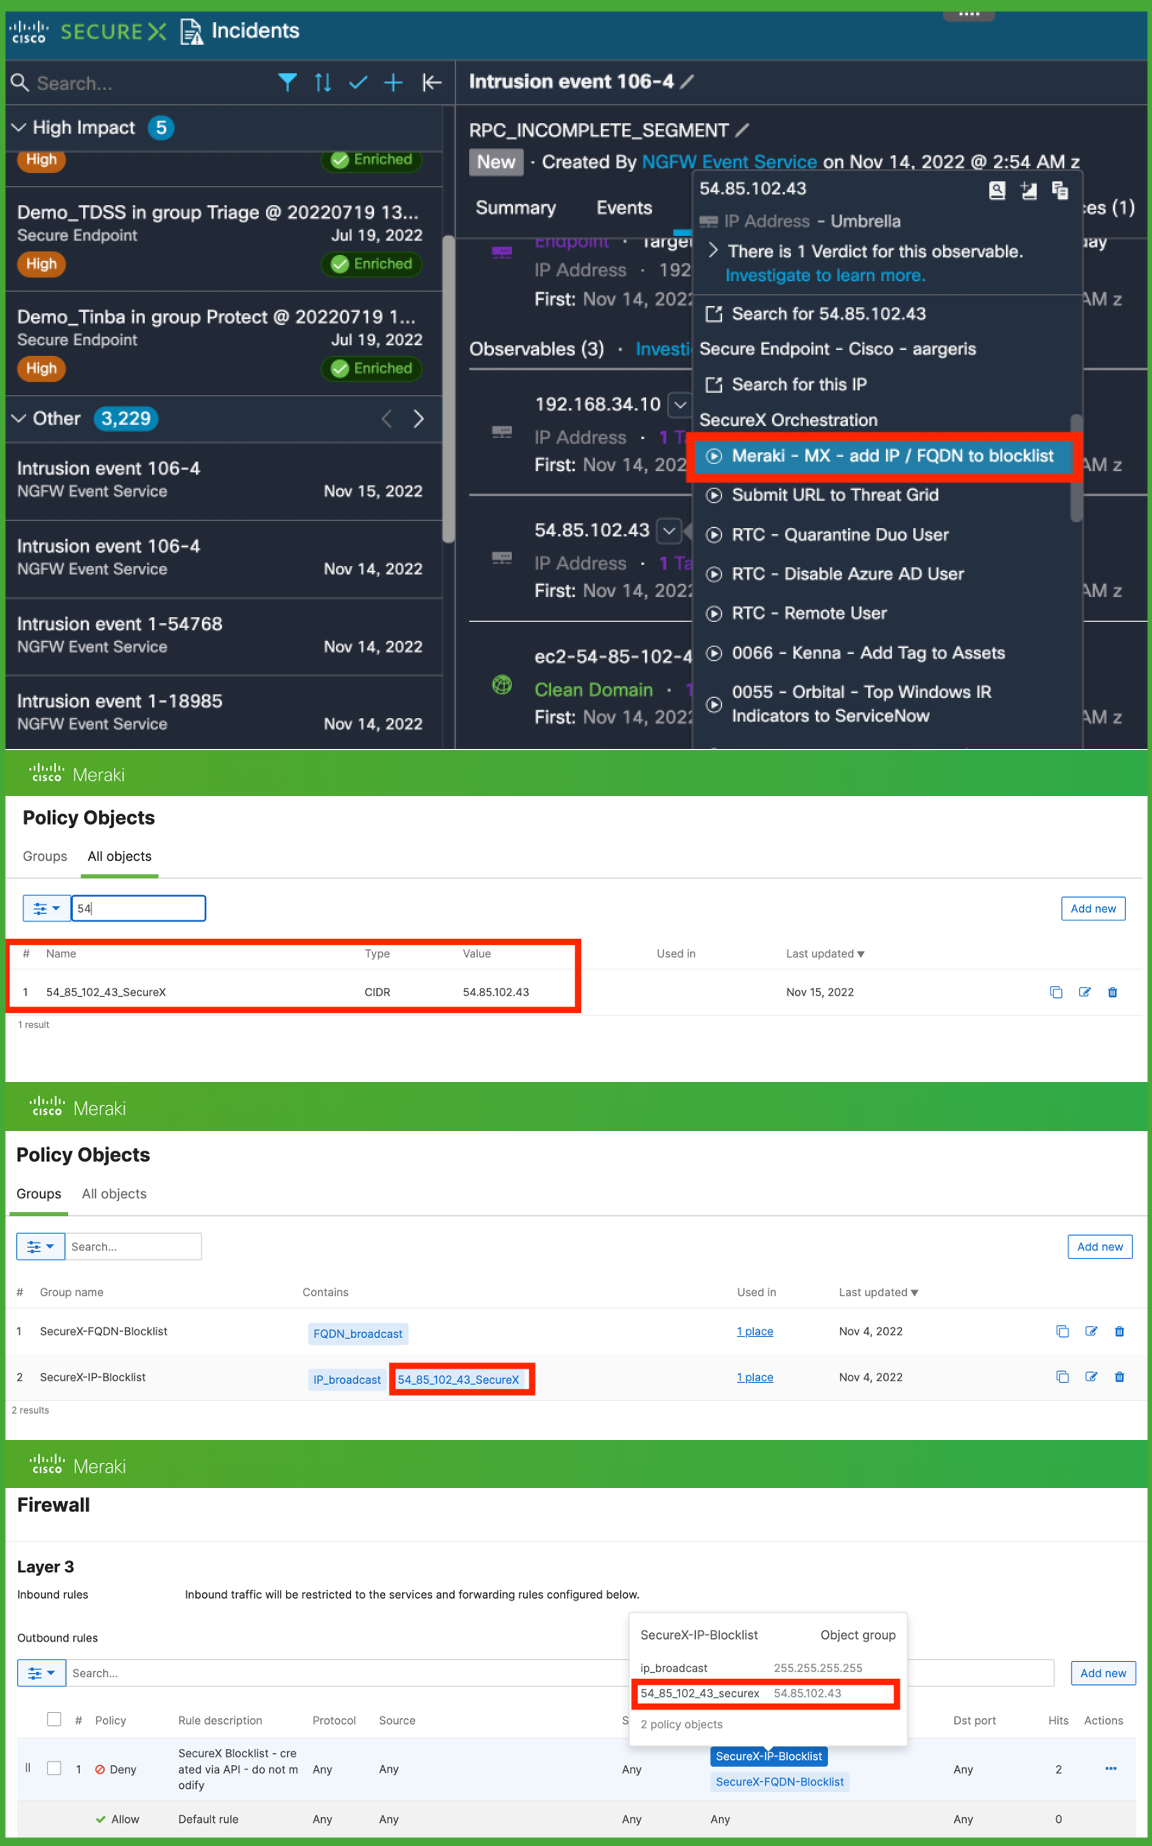 cisco SECUREX Incidents
Search...
High Impact 5
High Enriched
Demo_TDSS in group Triage @ 20220719 13...
Secure Endpoint Jul 19, 2022
High Enriched
Demo_Tinba in group Protect @ 20220719 1...
Secure Endpoint Jul 19, 2022
High Enriched
Other 3,229
Intrusion event 106-4
NGFW Event Service Nov 15, 2022
Intrusion event 106-4
NGFW Event Service Nov 14, 2022
Intrusion event 1-54768
NGFW Event Service Nov 14, 2022
Intrusion event 1-18985
NGFW Event Service Nov 14, 2022
Intrusion event 106-4
RPC_INCOMPLETE_SEGMENT
New · Created By NGFW Event Service on Nov 14, 2022 @ 2:54 AM z
Summary Events ces (1)
Endpoint · Target day
IP Address · 192
First: Nov 14, 2022 AM z
Observables (3) · Investi
192.168.34.10
IP Address · 1 Ta
First: Nov 14, 2022 AM z
54.85.102.43
IP Address · 1 Ta
First: Nov 14, 2022 AM z
ec2-54-85-102-4
Clean Domain · 1
First: Nov 14, 2022 AM z
54.85.102.43
IP Address - Umbrella
There is 1 Verdict for this observable.
Investigate to learn more.
Search for 54.85.102.43
Secure Endpoint - Cisco - aargeris
Search for this IP
SecureX Orchestration
Meraki - MX - add IP / FQDN to blocklist
Submit URL to Threat Grid
RTC - Quarantine Duo User
RTC - Disable Azure AD User
RTC - Remote User
0066 - Kenna - Add Tag to Assets
0055 - Orbital - Top Windows IR
Indicators to ServiceNow
cisco Meraki
Policy Objects
Groups All objects
54 Add new
# Name Type Value Used in Last updated ▼
1 54_85_102_43_SecureX CIDR 54.85.102.43 Nov 15, 2022
1 result
cisco Meraki
Policy Objects
Groups All objects
Search... Add new
# Group name Contains Used in Last updated ▼
1 SecureX-FQDN-Blocklist FQDN_broadcast 1 place Nov 4, 2022
2 SecureX-IP-Blocklist IP_broadcast 54_85_102_43_SecureX 1 place Nov 4, 2022
2 results
cisco Meraki
Firewall
Layer 3
Inbound rules Inbound traffic will be restricted to the services and forwarding rules configured below.
Outbound rules
Search... Add new
SecureX-IP-Blocklist Object group
ip_broadcast 255.255.255.255
54_85_102_43_securex 54.85.102.43
2 policy objects
# Policy Rule description Protocol Source S Dst port Hits Actions
1 Deny SecureX Blocklist - cre
ated via API - do not m
odify Any Any Any SecureX-IP-Blocklist
SecureX-FQDN-Blocklist Any 2
Allow Default rule Any Any Any Any Any 0